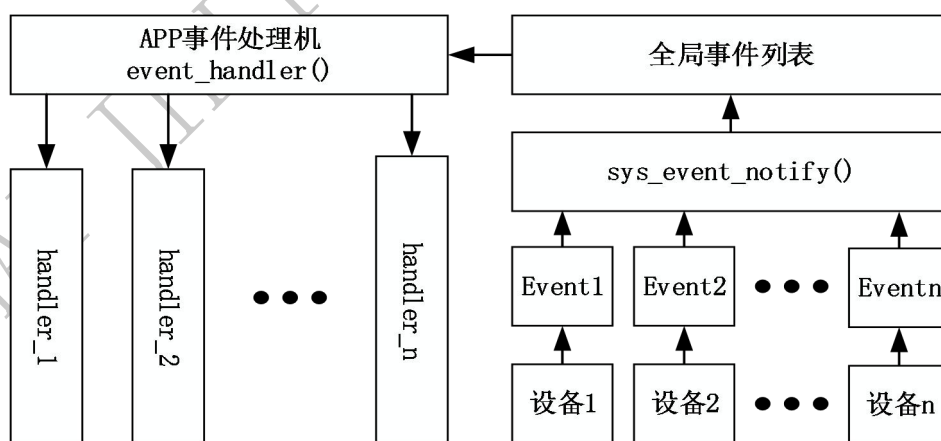 APP事件处理机
event_handler()
全局事件列表
sys_event_notify()
handler_1
handler_2
handler_n
Event1
Event2
Eventn
设备1
设备2
设备n